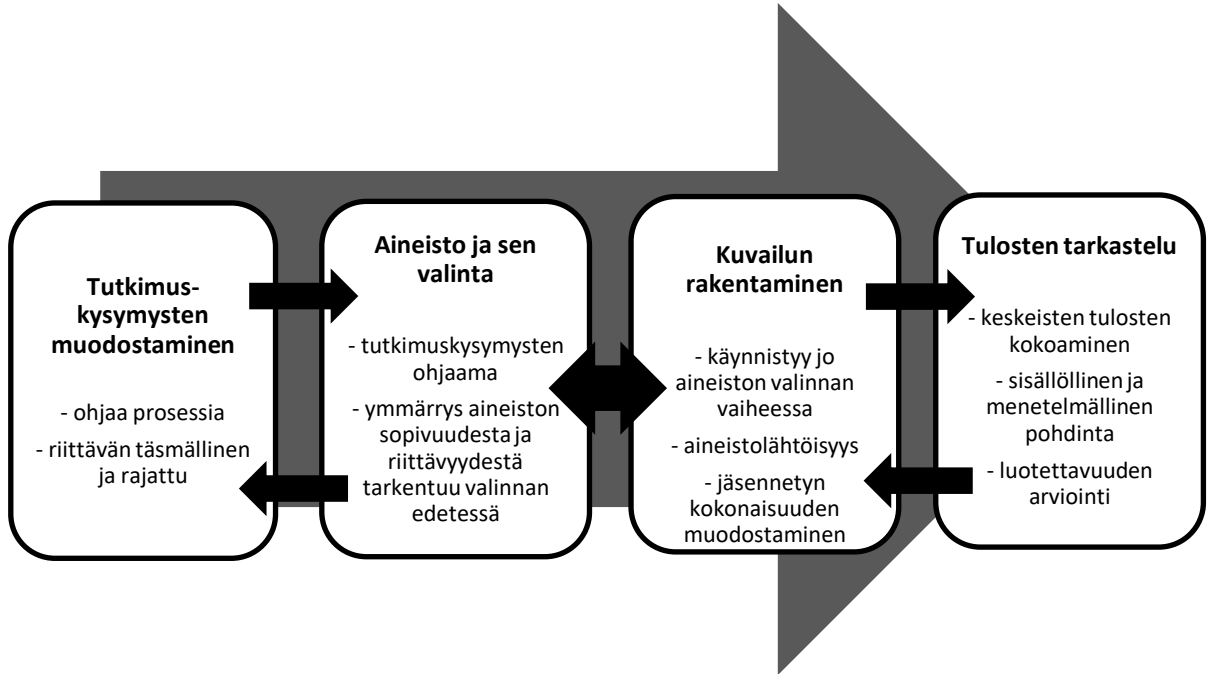 Tutkimus-
kysymysten
muodostaminen
- ohjaa prosessia
- riittävän täsmällinen
ja rajattu
Aineisto ja sen
valinta
- tutkimuskysymysten
ohjaama
- ymmärrys aineiston
sopivuudesta ja
riittävyydestä
tarkentuu valinnan
edetessä
Kuvailun
rakentaminen
- käynnistyy jo
aineiston valinnan
vaiheessa
- aineistolähtöisyys
- jäsennetyn
kokonaisuuden
muodostaminen
Tulosten tarkastelu
- keskeisten tulosten
kokoaminen
- sisällöllinen ja
menetelmällinen
pohdinta
- luotettavuuden
arviointi